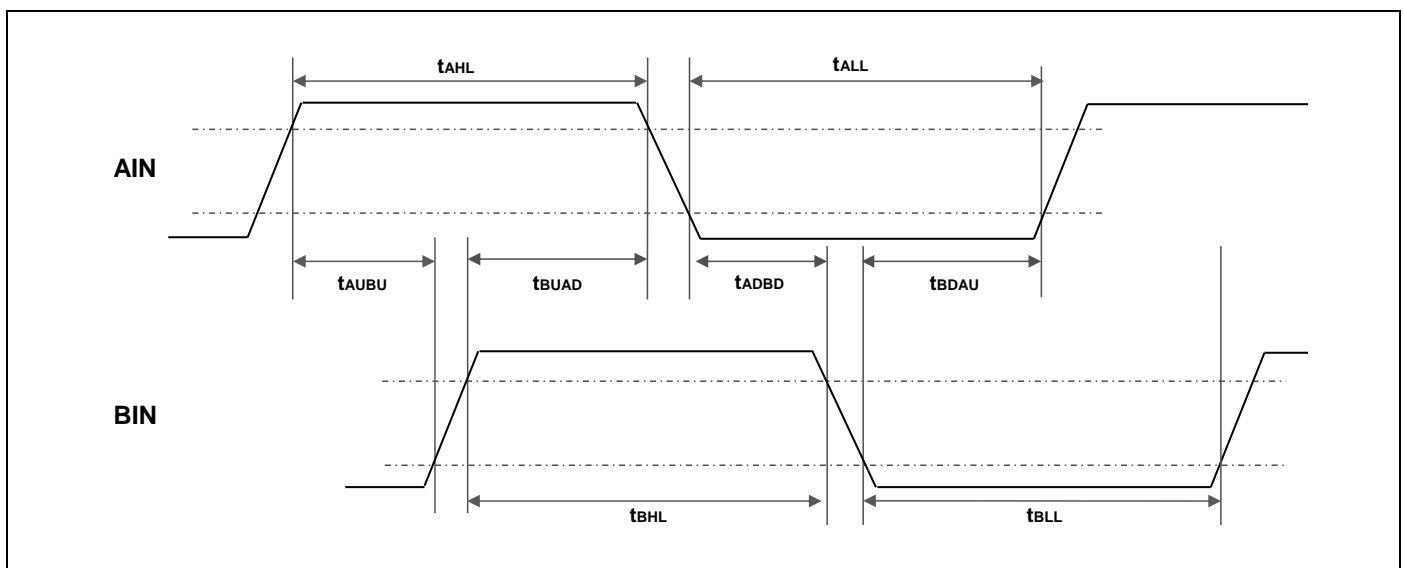 tAHL
tALL
AIN
tAUBU
tBUAD
tADBD
tBDAU
BIN
tBHL
tBLL